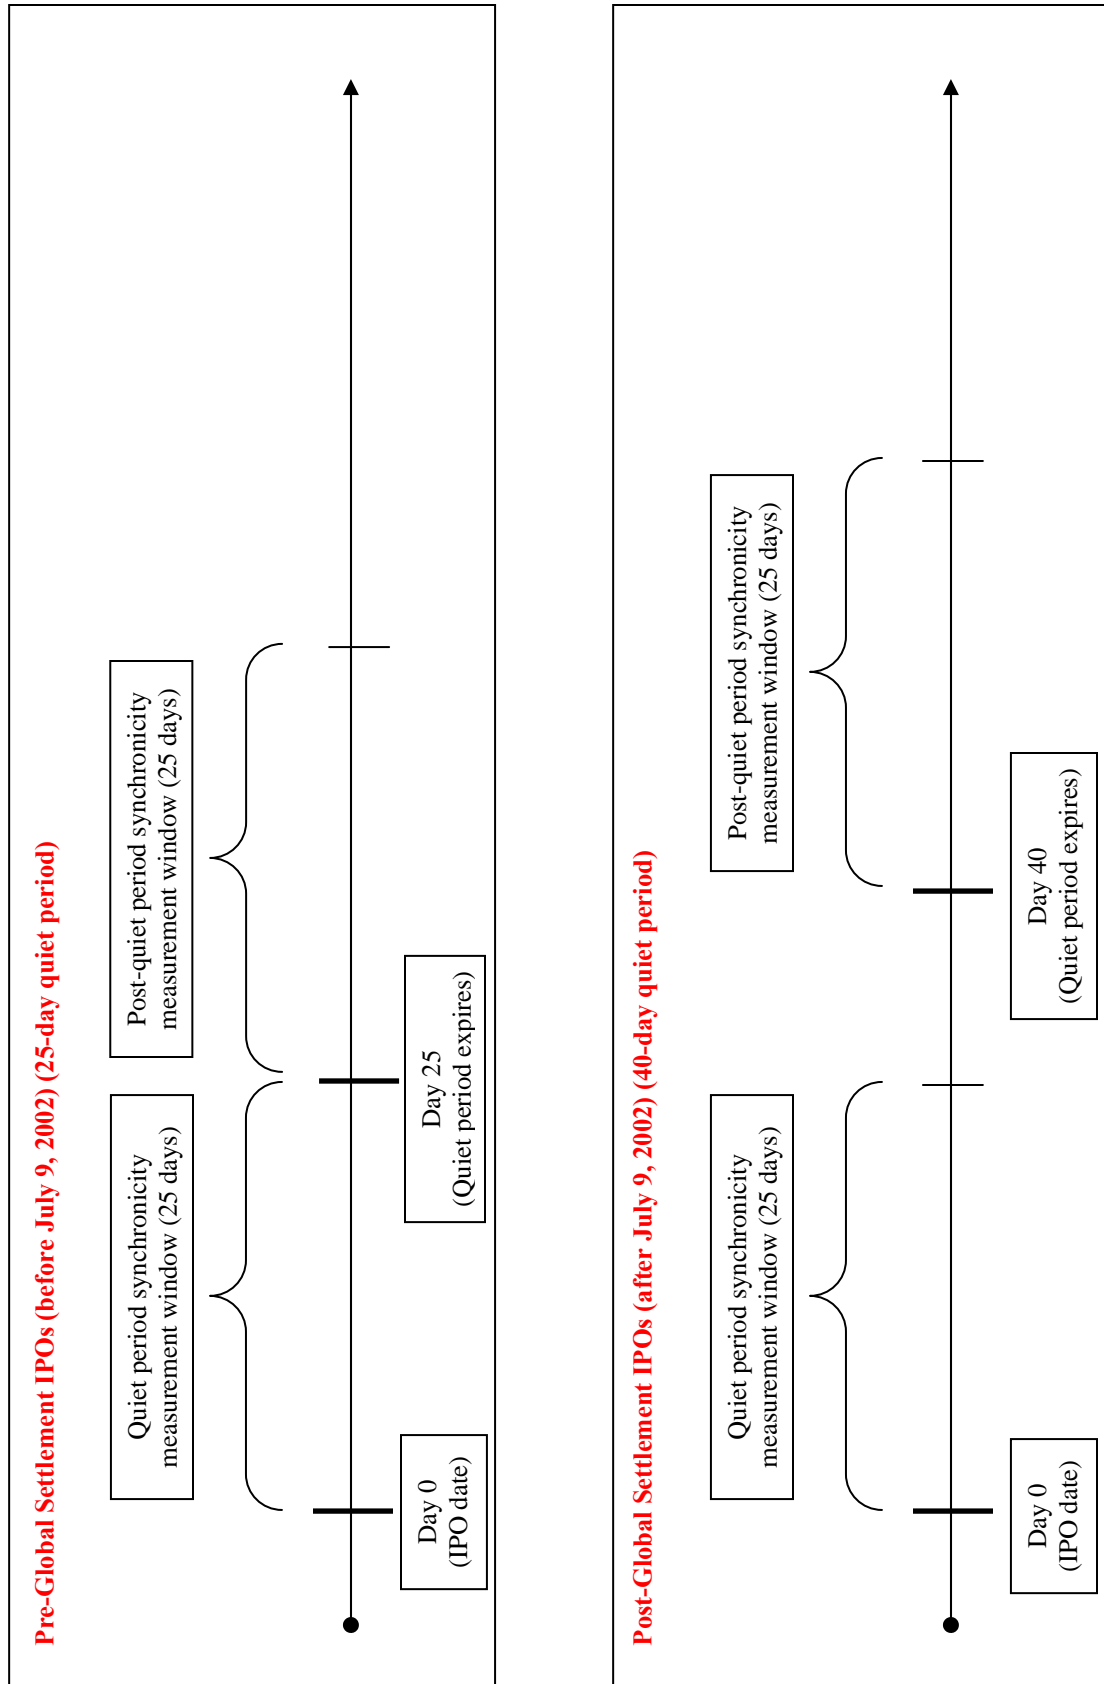 Pre-Global Settlement IPOs (before July 9, 2002) (25-day quiet period)
Quiet period synchronicity
measurement window (25 days)
Post-quiet period synchronicity
measurement window (25 days)
Day 0
(IPO date)
Day 25
(Quiet period expires)
Post-Global Settlement IPOs (after July 9, 2002) (40-day quiet period)
Quiet period synchronicity
measurement window (25 days)
Post-quiet period synchronicity
measurement window (25 days)
Day 0
(IPO date)
Day 40
(Quiet period expires)